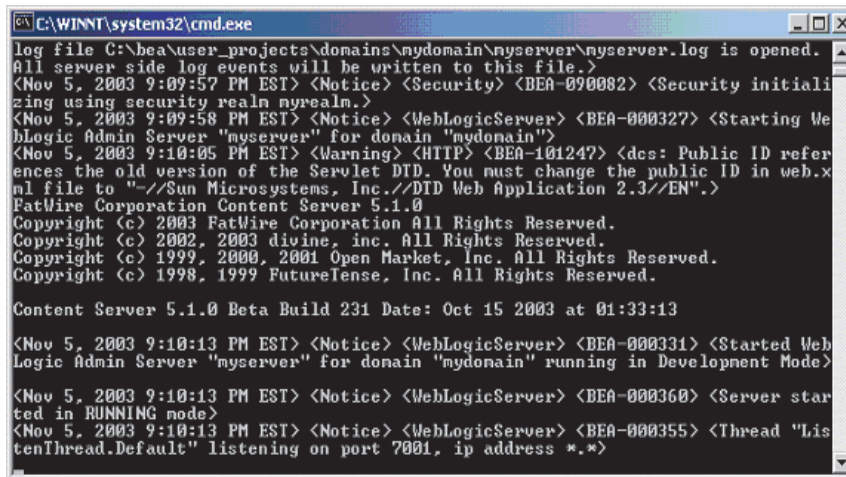 C:\WINNT\system32\cmd.exe
log file C:\bea\user_projects\domains\mydomain\myserver\myserver.log is opened.
All server side log events will be written to this file.>
<Nov 5, 2003 9:09:57 PM EST> <Notice> <Security> <BEA-090082> <Security initiali
zing using security realm myrealm.>
<Nov 5, 2003 9:09:58 PM EST> <Notice> <WebLogicServer> <BEA-000327> <Starting We
bLogic Admin Server "myserver" for domain "mydomain">
<Nov 5, 2003 9:10:05 PM EST> <Warning> <HTTP> <BEA-101247> <dcs: Public ID refer
ences the old version of the Servlet DTD. You must change the public ID in web.x
ml file to "-//Sun Microsystems, Inc.//DTD Web Application 2.3//EN".>
FatWire Corporation Content Server 5.1.0
Copyright (c) 2003 FatWire Corporation All Rights Reserved.
Copyright (c) 2002, 2003 divine, inc. All Rights Reserved.
Copyright (c) 1999, 2000, 2001 Open Market, Inc. All Rights Reserved.
Copyright (c) 1998, 1999 FutureTense, Inc. All Rights Reserved.
Content Server 5.1.0 Beta Build 231 Date: Oct 15 2003 at 01:33:13
<Nov 5, 2003 9:10:13 PM EST> <Notice> <WebLogicServer> <BEA-000331> <Started Web
Logic Admin Server "myserver" for domain "mydomain" running in Development Mode>
<Nov 5, 2003 9:10:13 PM EST> <Notice> <WebLogicServer> <BEA-000360> <Server star
ted in RUNNING mode>
<Nov 5, 2003 9:10:13 PM EST> <Notice> <WebLogicServer> <BEA-000355> <Thread "Lis
tenThread.Default" listening on port 7001, ip address *.*>